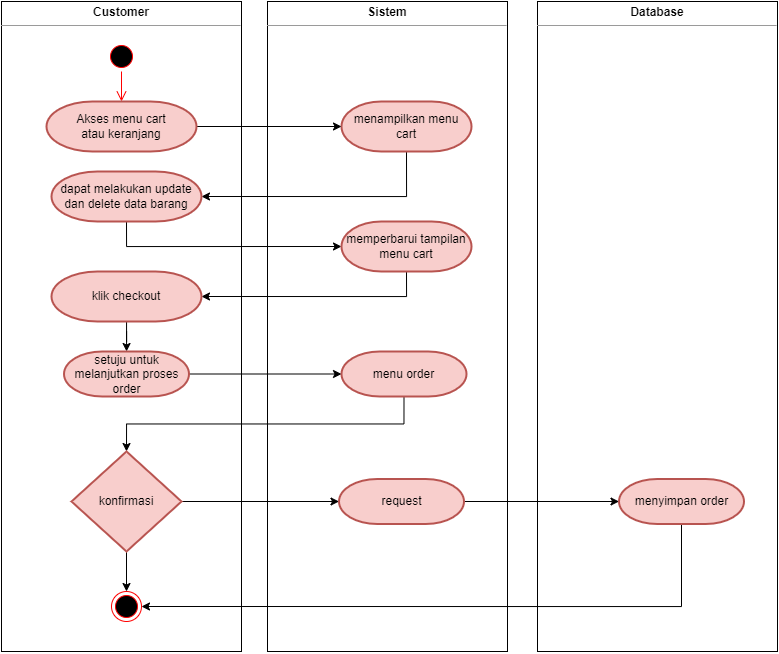 Customer
Sistem
Database
Akses menu cart
atau keranjang
menampilkan menu
cart
dapat melakukan update
dan delete data barang
memperbarui tampilan
menu cart
klik checkout
setuju untuk
melanjutkan proses
order
menu order
konfirmasi
request
menyimpan order